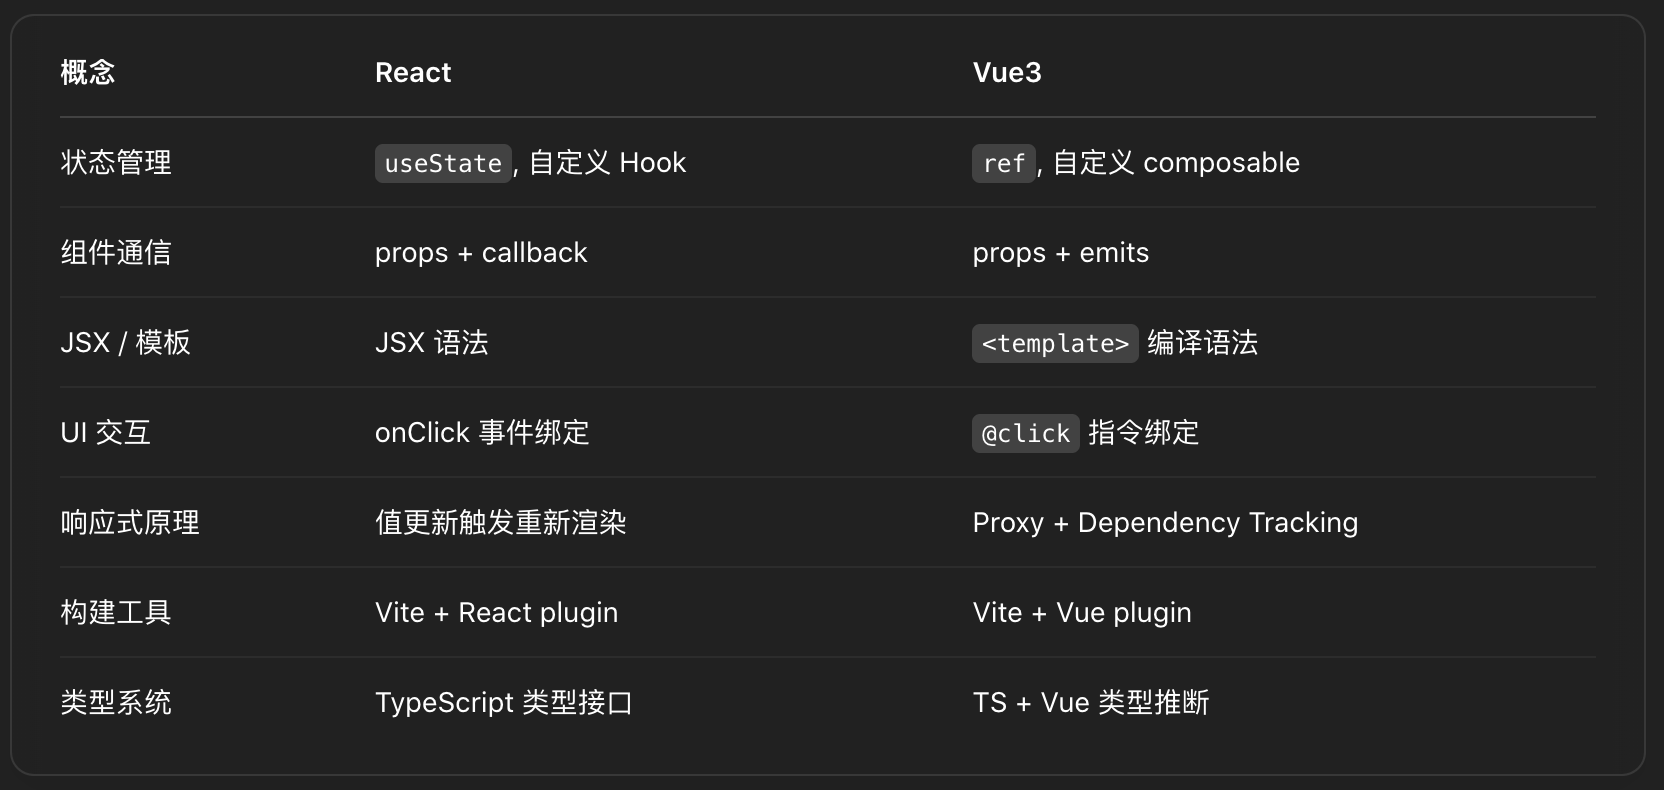 概念 React Vue3
状态管理 useState, 自定义 Hook ref, 自定义 composable
组件通信 props + callback props + emits
JSX / 模板 JSX 语法 <template> 编译语法
UI 交互 onClick 事件绑定 @click 指令绑定
响应式原理 值更新触发重新渲染 Proxy + Dependency Tracking
构建工具 Vite + React plugin Vite + Vue plugin
类型系统 TypeScript 类型接口 TS + Vue 类型推断